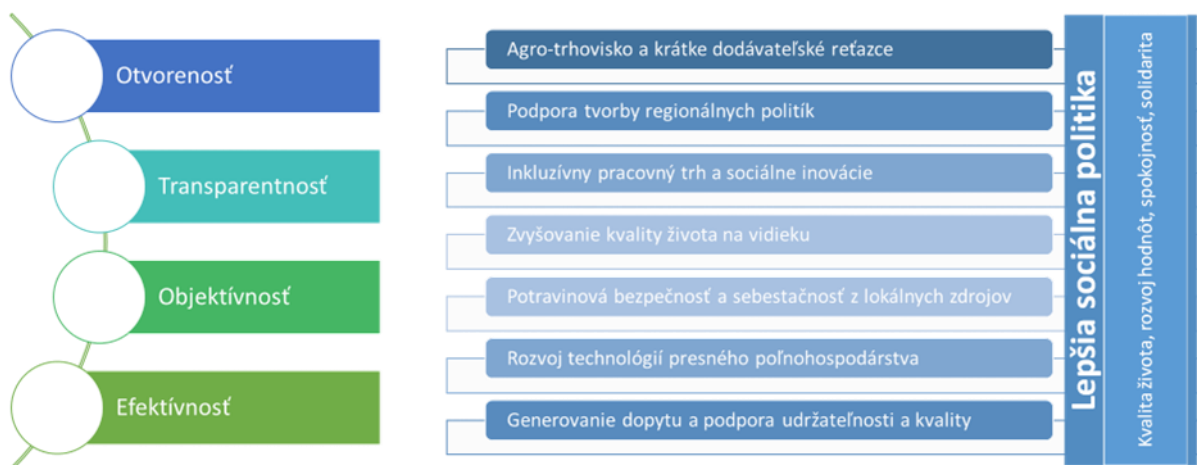 Otvorenosť
Transparentnosť
Objektívnosť
Efektívnosť
Agro-trhovisko a krátke dodávateľské reťazce
Podpora tvorby regionálnych politík
Inkluzívny pracovný trh a sociálne inovácie
Zvyšovanie kvality života na vidieku
Potravinová bezpečnosť a sebestačnosť z lokálnych zdrojov
Rozvoj technológií presného poľnohospodárstva
Generovanie dopytu a podpora udržateľnosti a kvality
Lepšia sociálna politika
Kvalita života, rozvoj hodnôt, spokojnosť, solidarita